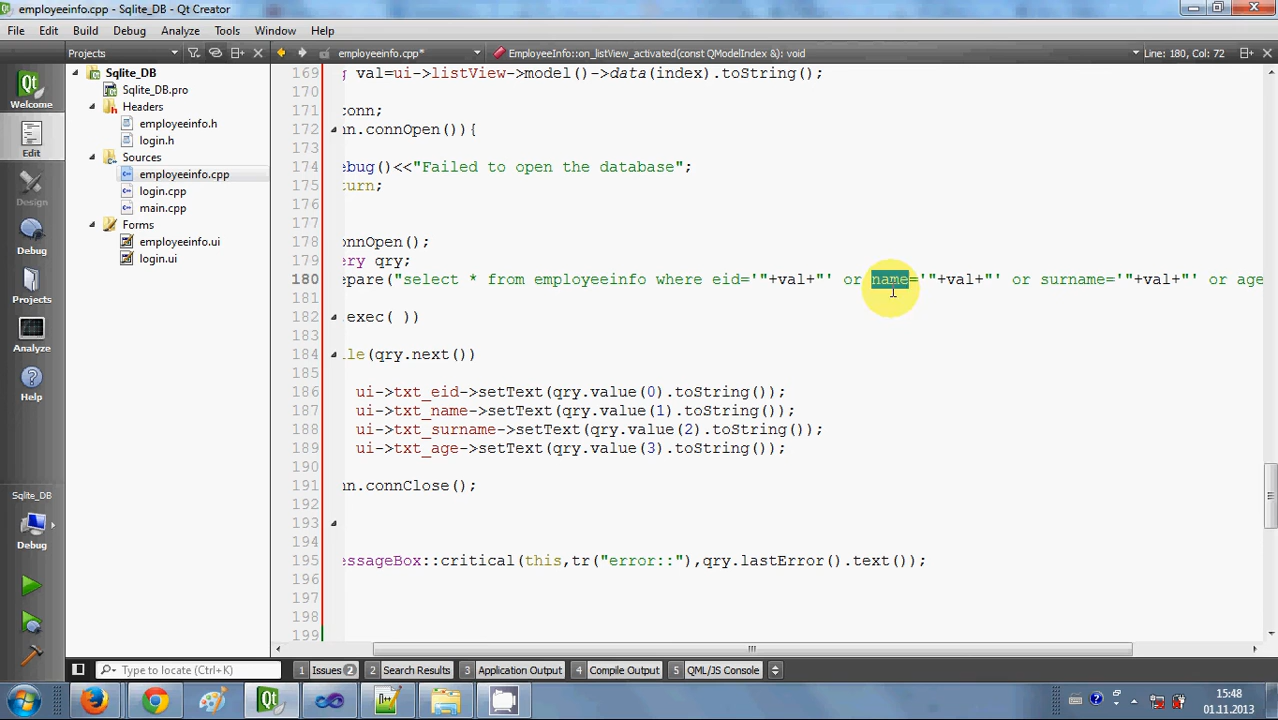 employeeinfo.cpp - Sqlite_DB - Qt Creator
File Edit Build Debug Analyze Tools Window Help
Projects
employeeinfo.cpp*
EmployeeInfo::on_listView_activated(const QModelIndex &): void
Line: 180, Col: 72
Qt
Welcome
Edit
Design
Debug
Projects
Analyze
Help
Sqlite_DB
Debug
Sqlite_DB
Sqlite_DB.pro
Headers
employeeinfo.h
login.h
Sources
employeeinfo.cpp
login.cpp
main.cpp
Forms
employeeinfo.ui
login.ui
169 g val=ui->listView->model()->data(index).toString();
170
171 conn;
172 nn.connOpen()){
173
174 ebug()<<"Failed to open the database";
175 turn;
176
177
178 onnOpen();
179 ery qry;
180 epare("select * from employeeinfo where eid='"+val+"' or name='"+val+"' or surname='"+val+"' or age
181
182 .exec( ))
183
184 ile(qry.next())
185
186 ui->txt_eid->setText(qry.value(0).toString());
187 ui->txt_name->setText(qry.value(1).toString());
188 ui->txt_surname->setText(qry.value(2).toString());
189 ui->txt_age->setText(qry.value(3).toString());
190
191 nn.connClose();
192
193
194
195 essageBox::critical(this,tr("error::"),qry.lastError().text());
196
197
198
199
Type to locate (Ctrl+K)
1 Issues 2
2 Search Results
3 Application Output
4 Compile Output
5 QML/JS Console
Qt
15:48
01.11.2013